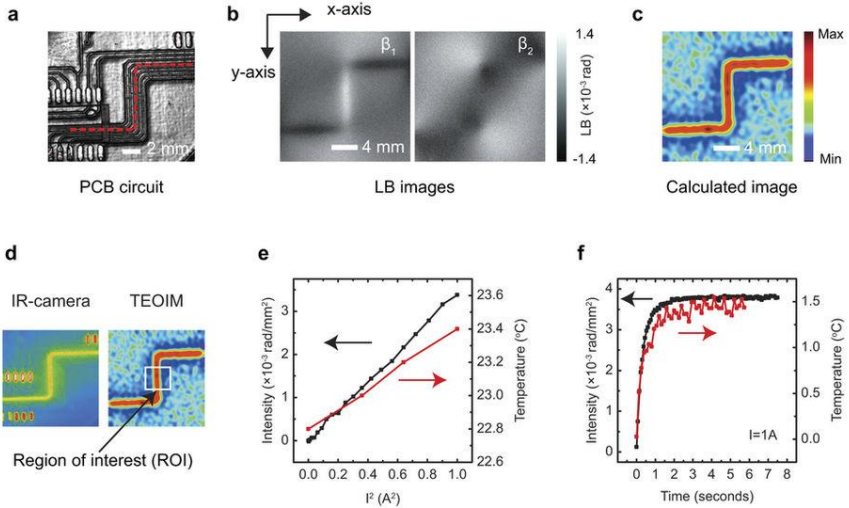 a
2 mm
PCB circuit
b
x-axis
y-axis
β1
β2
4 mm
1.4
LB (×10⁻³ rad)
-1.4
LB images
c
4 mm
Max
Min
Calculated image
d
IR-camera
TEOIM
Region of interest (ROI)
e
Intensity (×10⁻³ rad/mm²)
3
2
1
0
0.0 0.2 0.4 0.6 0.8 1.0
I² (A²)
23.6
23.4
23.2
23.0
22.8
22.6
Temperature (°C)
f
Intensity (×10⁻³ rad/mm²)
4
3
2
1
0
0 1 2 3 4 5 6 7 8
Time (seconds)
I=1A
1.5
1.0
0.5
0.0
Temperature (°C)